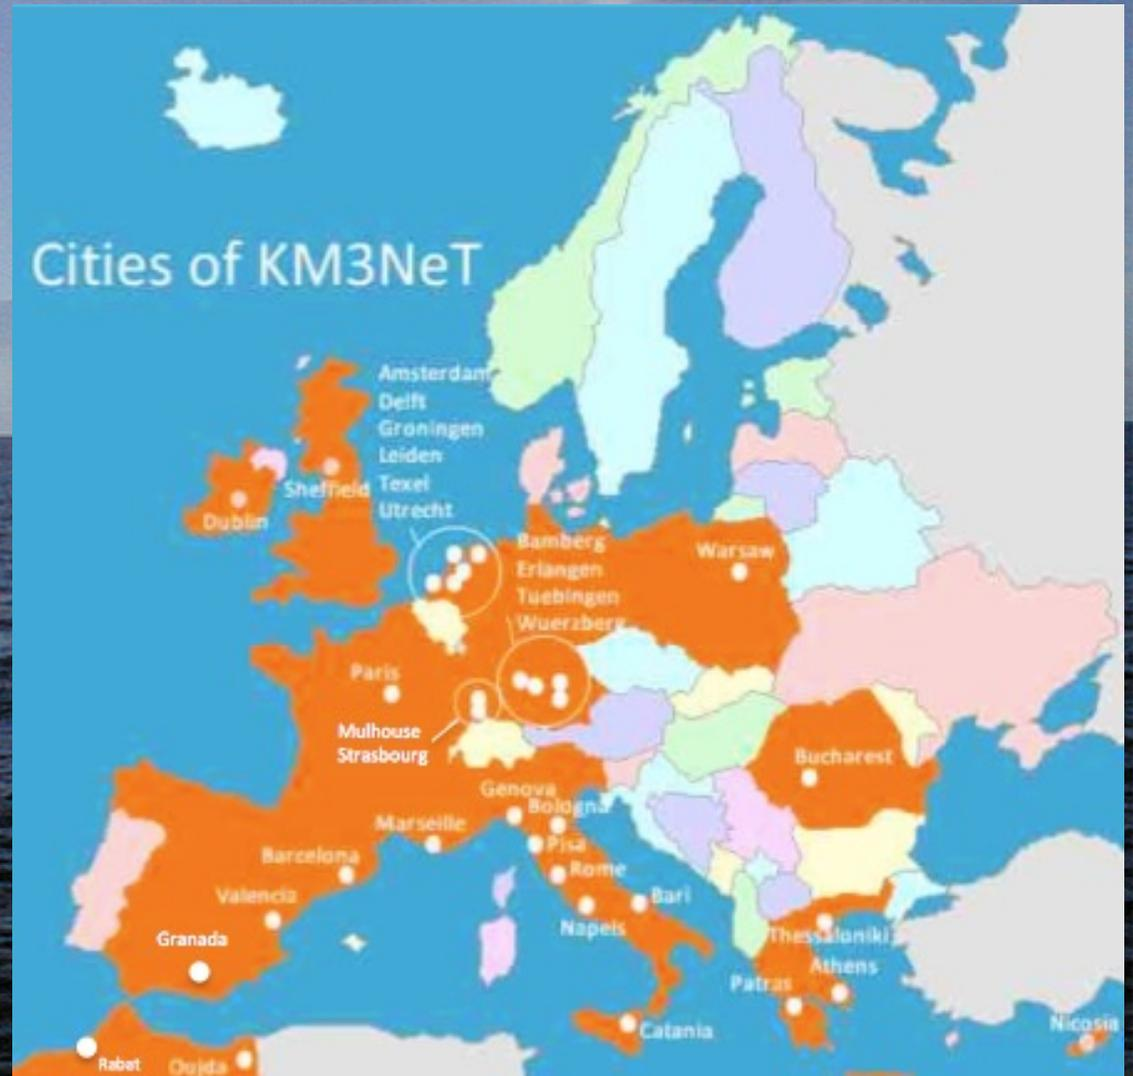 Cities of KM3NeT
Amsterdam
Delft
Groningen
Leiden
Texel
Utrecht
Sheffield
Dublin
Bamberg
Erlangen
Tuebingen
Wuerzberg
Warsaw
Paris
Mulhouse
Strasbourg
Bucharest
Genova
Bologna
Marseille
Pisa
Barcelona
Rome
Valencia
Bari
Napels
Granada
Thessaloniki
Athens
Patras
Catania
Nicosia
Rabat
Oujda